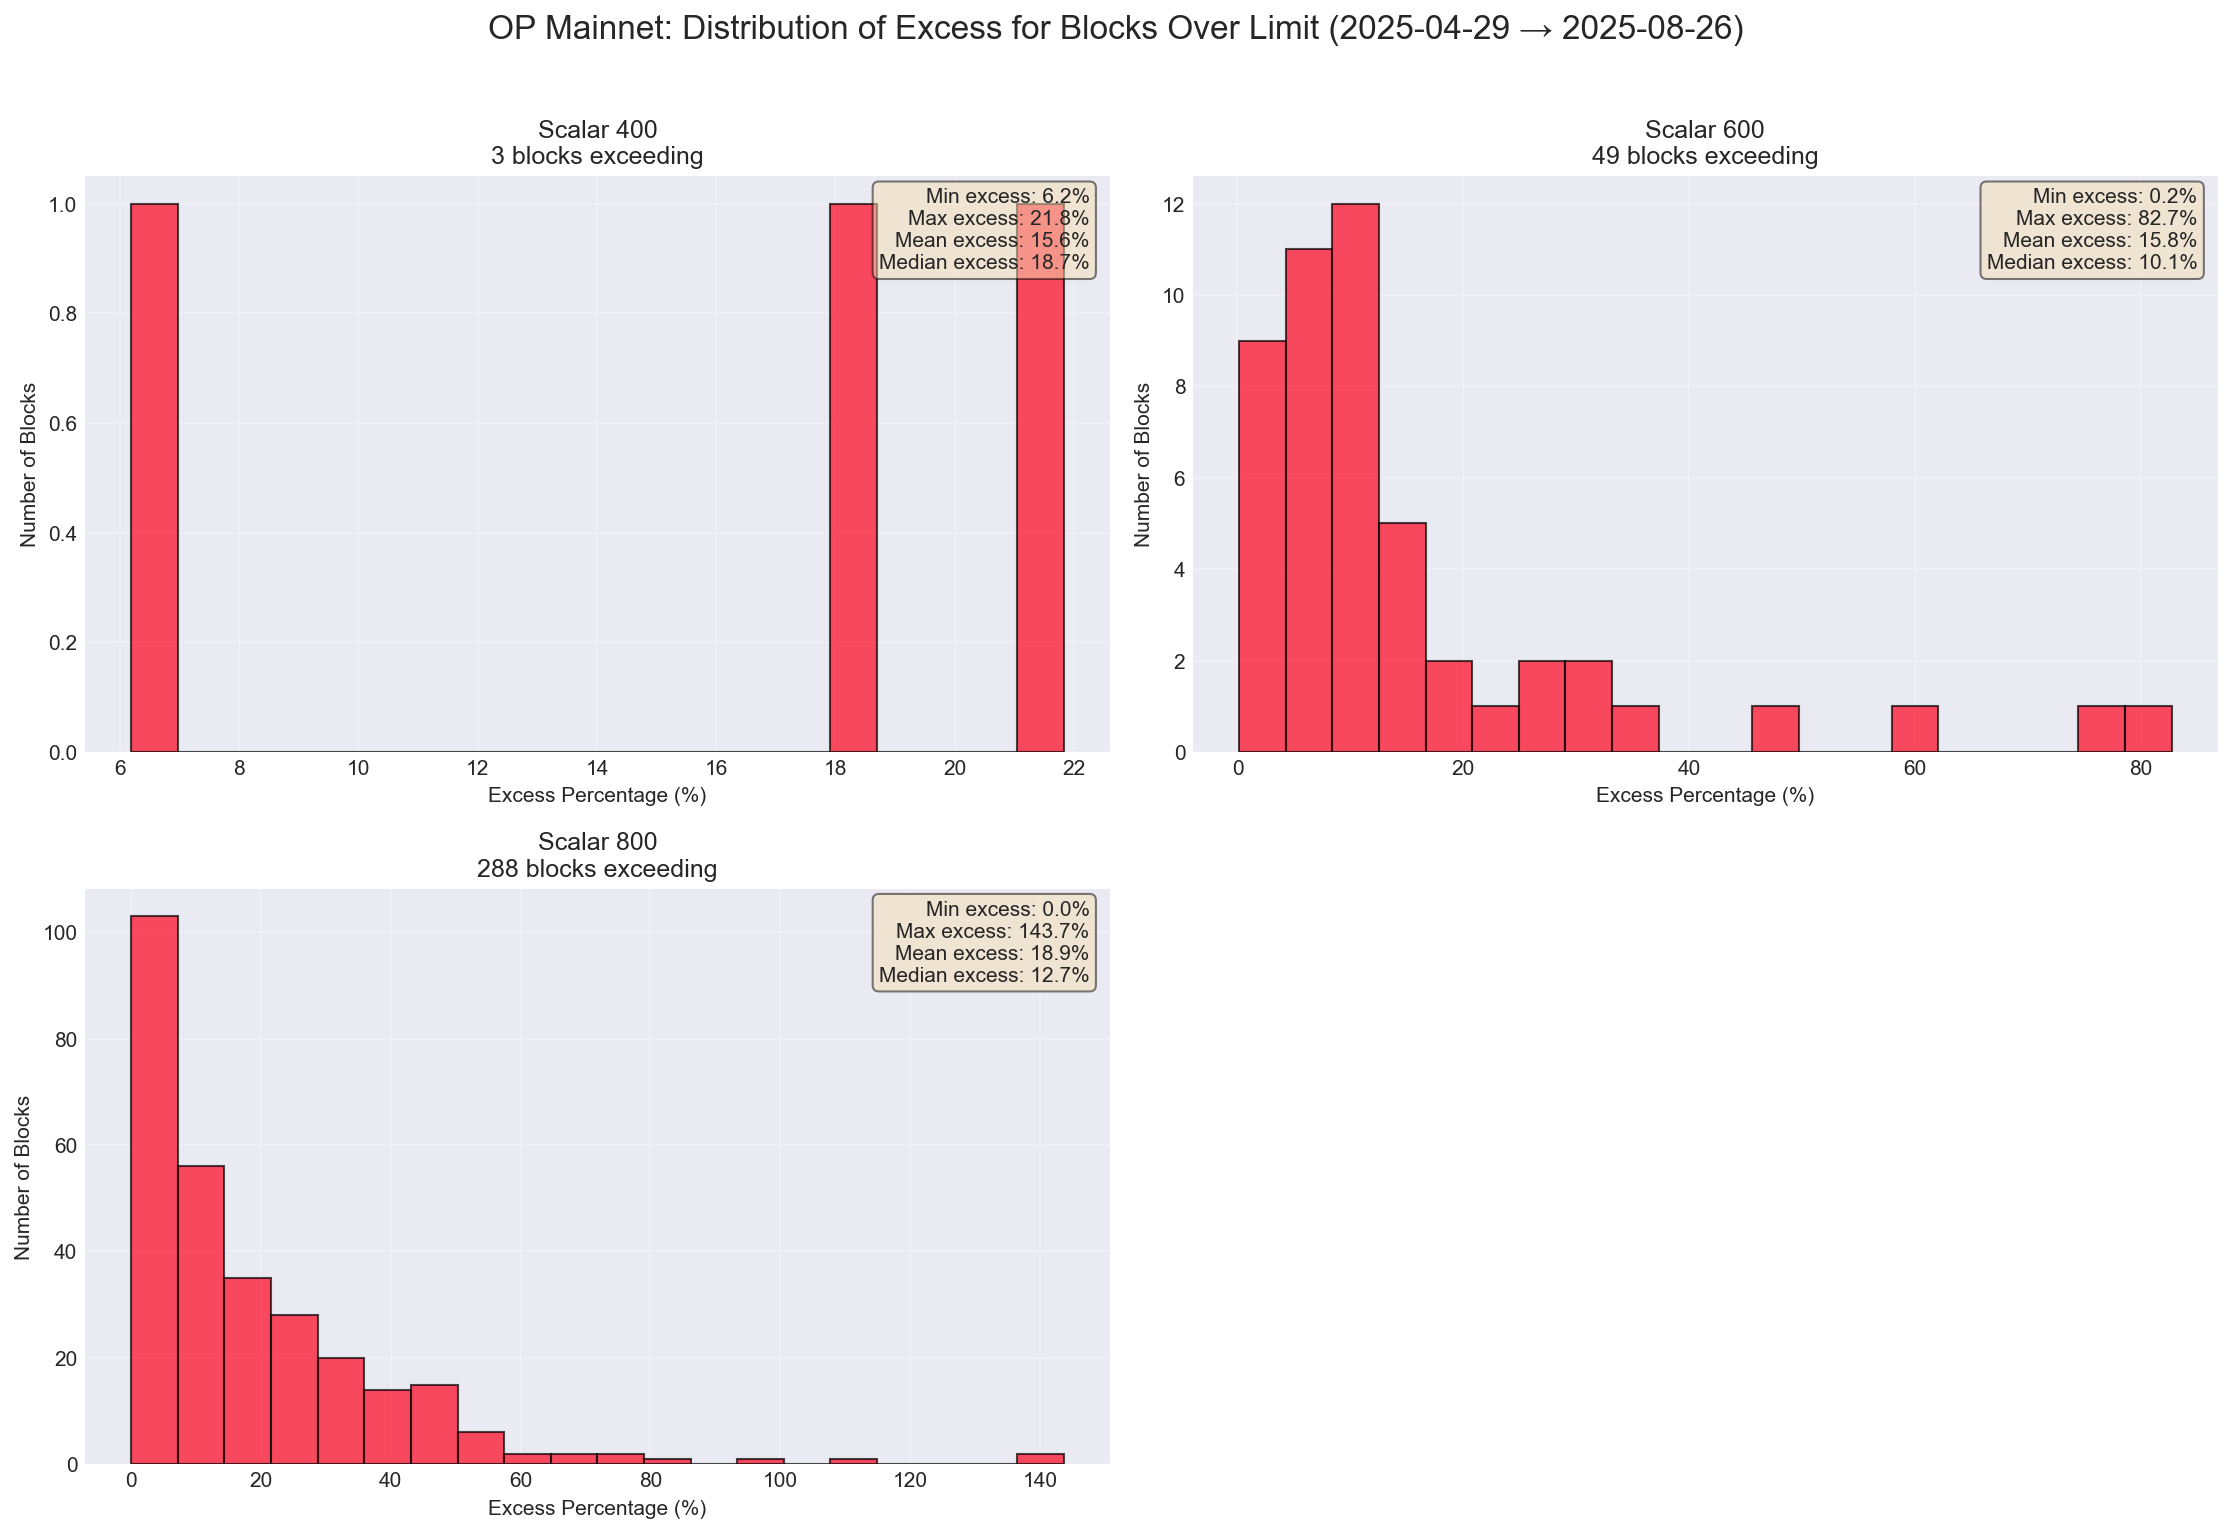 OP Mainnet: Distribution of Excess for Blocks Over Limit (2025-04-29 → 2025-08-26)
Scalar 400
3 blocks exceeding
Min excess: 6.2%
Max excess: 21.8%
Mean excess: 15.6%
Median excess: 18.7%
Number of Blocks
1.0
0.8
0.6
0.4
0.2
0.0
6 8 10 12 14 16 18 20 22
Excess Percentage (%)
Scalar 600
49 blocks exceeding
Min excess: 0.2%
Max excess: 82.7%
Mean excess: 15.8%
Median excess: 10.1%
Number of Blocks
12
10
8
6
4
2
0
0 20 40 60 80
Excess Percentage (%)
Scalar 800
288 blocks exceeding
Min excess: 0.0%
Max excess: 143.7%
Mean excess: 18.9%
Median excess: 12.7%
Number of Blocks
100
80
60
40
20
0
0 20 40 60 80 100 120 140
Excess Percentage (%)